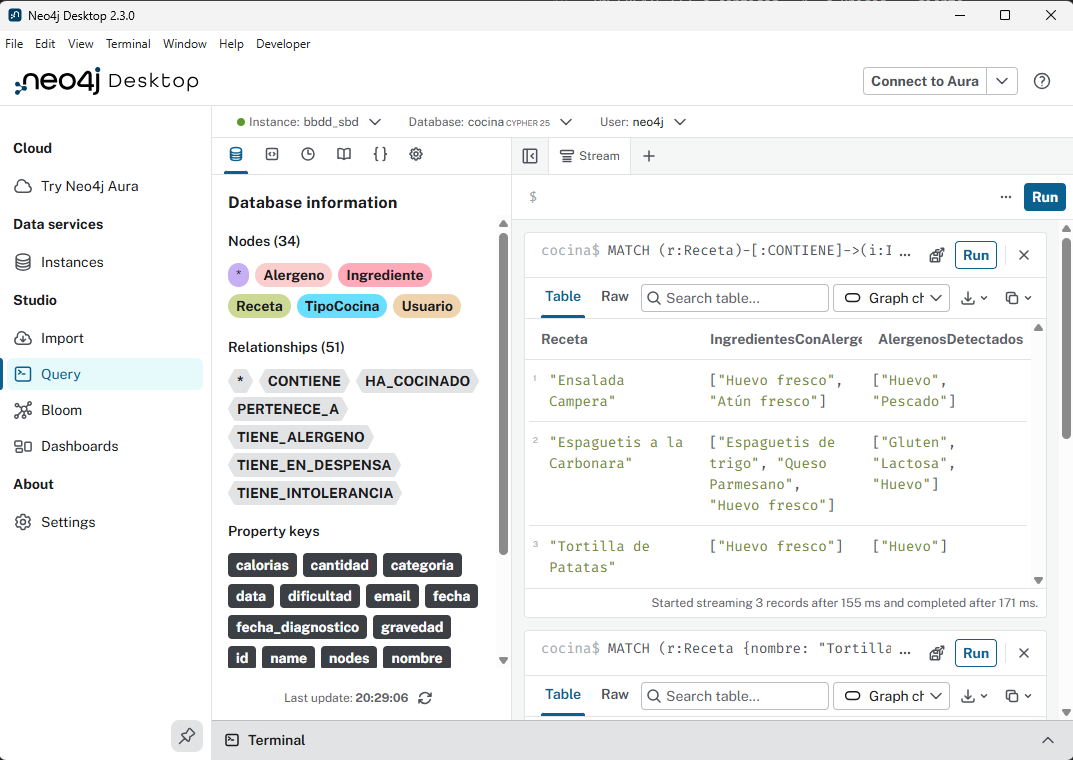 Neo4j Desktop 2.3.0
File Edit View Terminal Window Help Developer
neo4j Desktop
Connect to Aura
Cloud
Try Neo4j Aura
Data services
Instances
Studio
Import
Query
Bloom
Dashboards
About
Settings
Instance: bbdd_sbd Database: cocina CYPHER 25 User: neo4j
Database information
Nodes (34)
* Alergeno Ingrediente
Receta TipoCocina Usuario
Relationships (51)
* CONTIENE HA_COCINADO
PERTENECE_A
TIENE_ALERGENO
TIENE_EN_DESPENSA
TIENE_INTOLERANCIA
Property keys
calorias cantidad categoria
data dificultad email fecha
fecha_diagnostico gravedad
id name nodes nombre
Last update: 20:29:06
Stream
$ ... Run
cocina$ MATCH (r:Receta)-[:CONTIENE]->(i:I ... Run
Table Raw Search table... Graph ch
Receta IngredientesConAlerge AlergenosDetectados
1 "Ensalada ["Huevo fresco", ["Huevo",
Campera" "Atún fresco"] "Pescado"]
2 "Espaguetis a la ["Espaguetis de ["Gluten",
Carbonara" trigo", "Queso "Lactosa",
Parmesano", "Huevo"]
"Huevo fresco"]
3 "Tortilla de ["Huevo fresco"] ["Huevo"]
Patatas"
Started streaming 3 records after 155 ms and completed after 171 ms.
cocina$ MATCH (r:Receta {nombre: "Tortilla ... Run
Table Raw Search table... Graph ch
Terminal